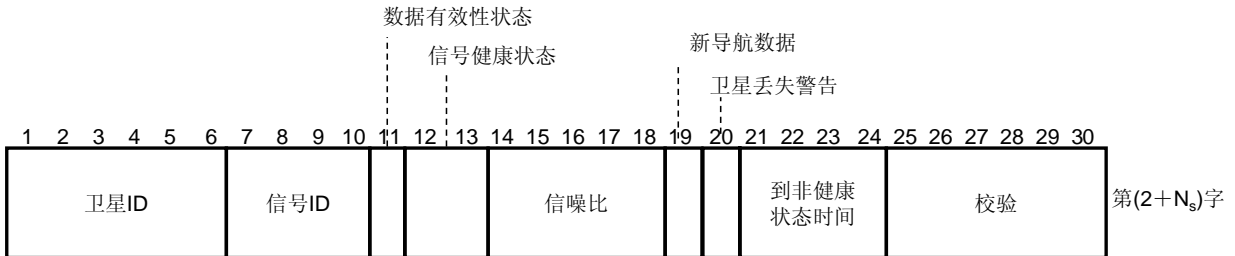 数据有效性状态
信号健康状态
新导航数据
卫星丢失警告
1 2 3 4 5 6 7 8 9 10 11 12 13 14 15 16 17 18 19 20 21 22 23 24 25 26 27 28 29 30
卫星ID 信号ID 信噪比 到非健康 校验 第(2+Nₛ)字
状态时间